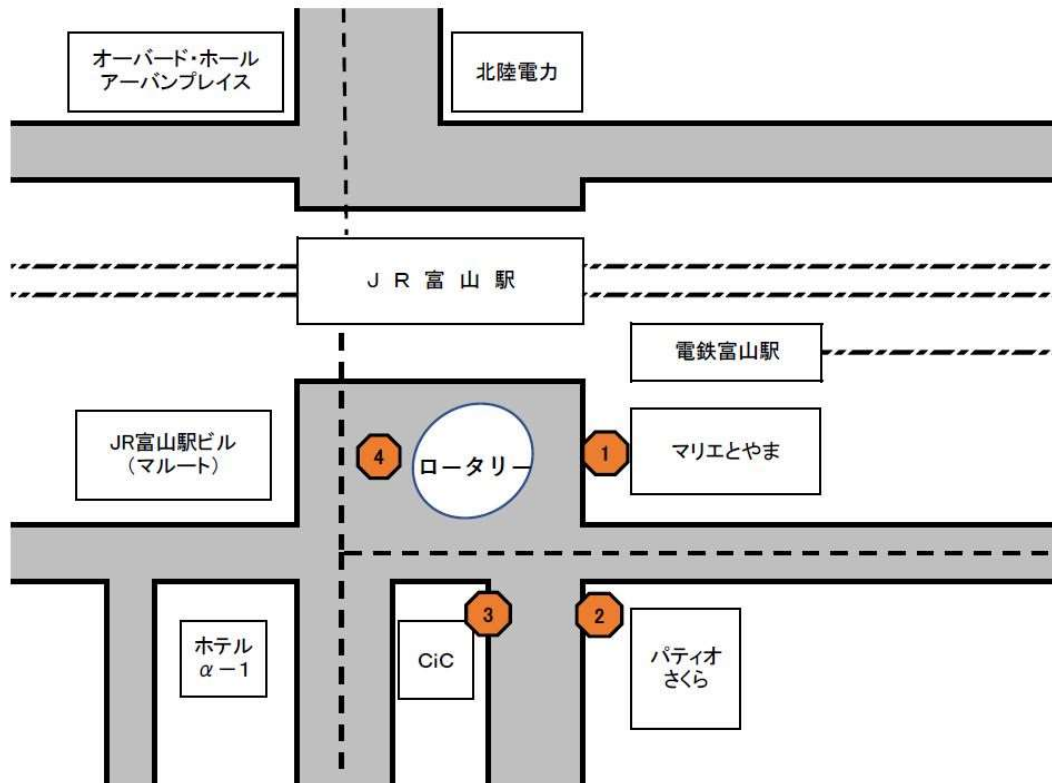 オーバード・ホール
アーバンプレイス
北陸電力
JR富山駅
電鉄富山駅
JR富山駅ビル
（マルート）
4
ロータリー
1
マリエとやま
ホテル
α－1
CiC
3
2
パティオ
さくら